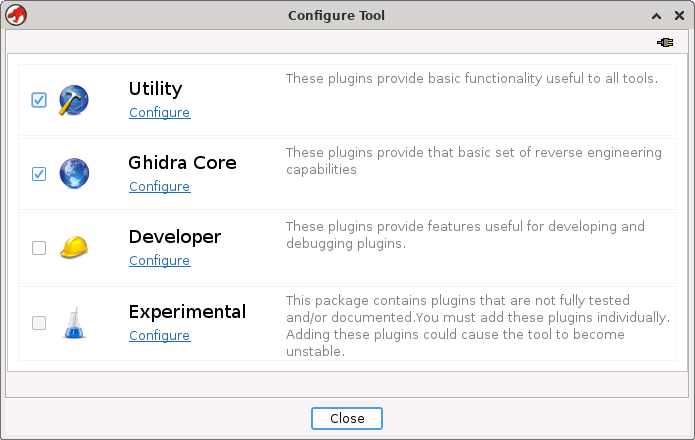 Configure Tool
Utility
Configure
These plugins provide basic functionality useful to all tools.
Ghidra Core
Configure
These plugins provide that basic set of reverse engineering
capabilities
Developer
Configure
These plugins provide features useful for developing and
debugging plugins.
Experimental
Configure
This package contains plugins that are not fully tested
and/or documented.You must add these plugins individually.
Adding these plugins could cause the tool to become
unstable.
Close